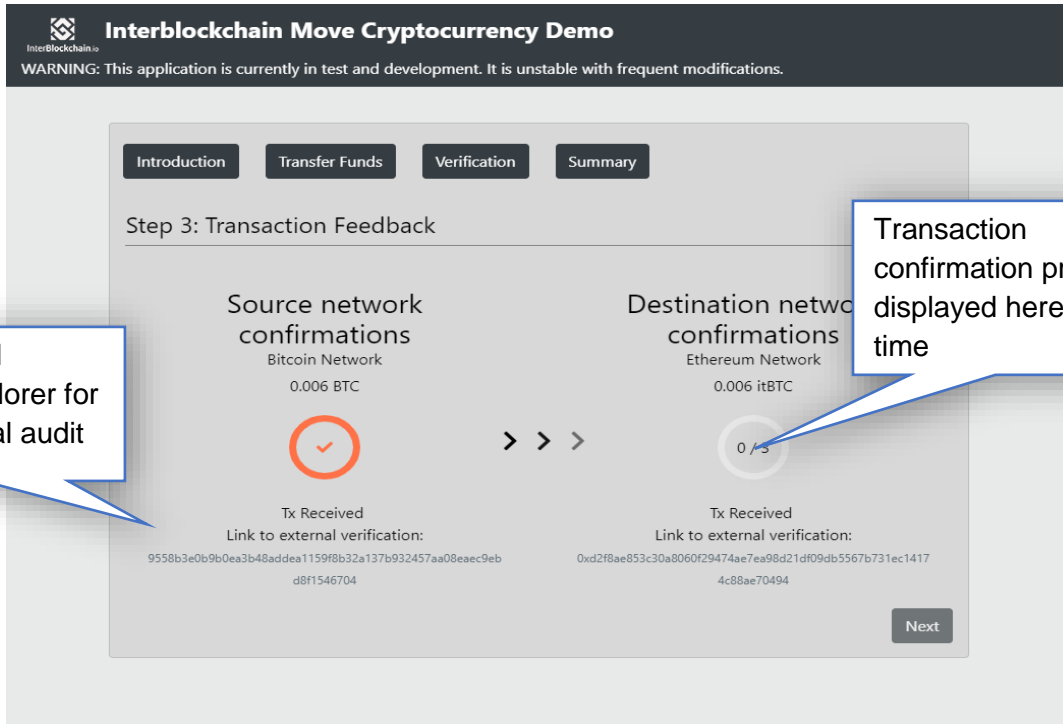 Interblockchain Move Cryptocurrency Demo
InterBlockchain.io
WARNING: This application is currently in test and development. It is unstable with frequent modifications.
Introduction Transfer Funds Verification Summary
Step 3: Transaction Feedback
Transaction
confirmation pr
displayed here
time
Source network
confirmations
Bitcoin Network
0.006 BTC
Destination netwo
confirmations
Ethereum Network
0.006 itBTC
lorer for
al audit
0 / 3
Tx Received
Link to external verification:
9558b3e0b9b0ea3b48addea1159f8b32a137b932457aa08eaec9eb
d8f1546704
Tx Received
Link to external verification:
0xd2f8ae853c30a8060f29474ae7ea98d21df09db5567b731ec1417
4c88ae70494
Next